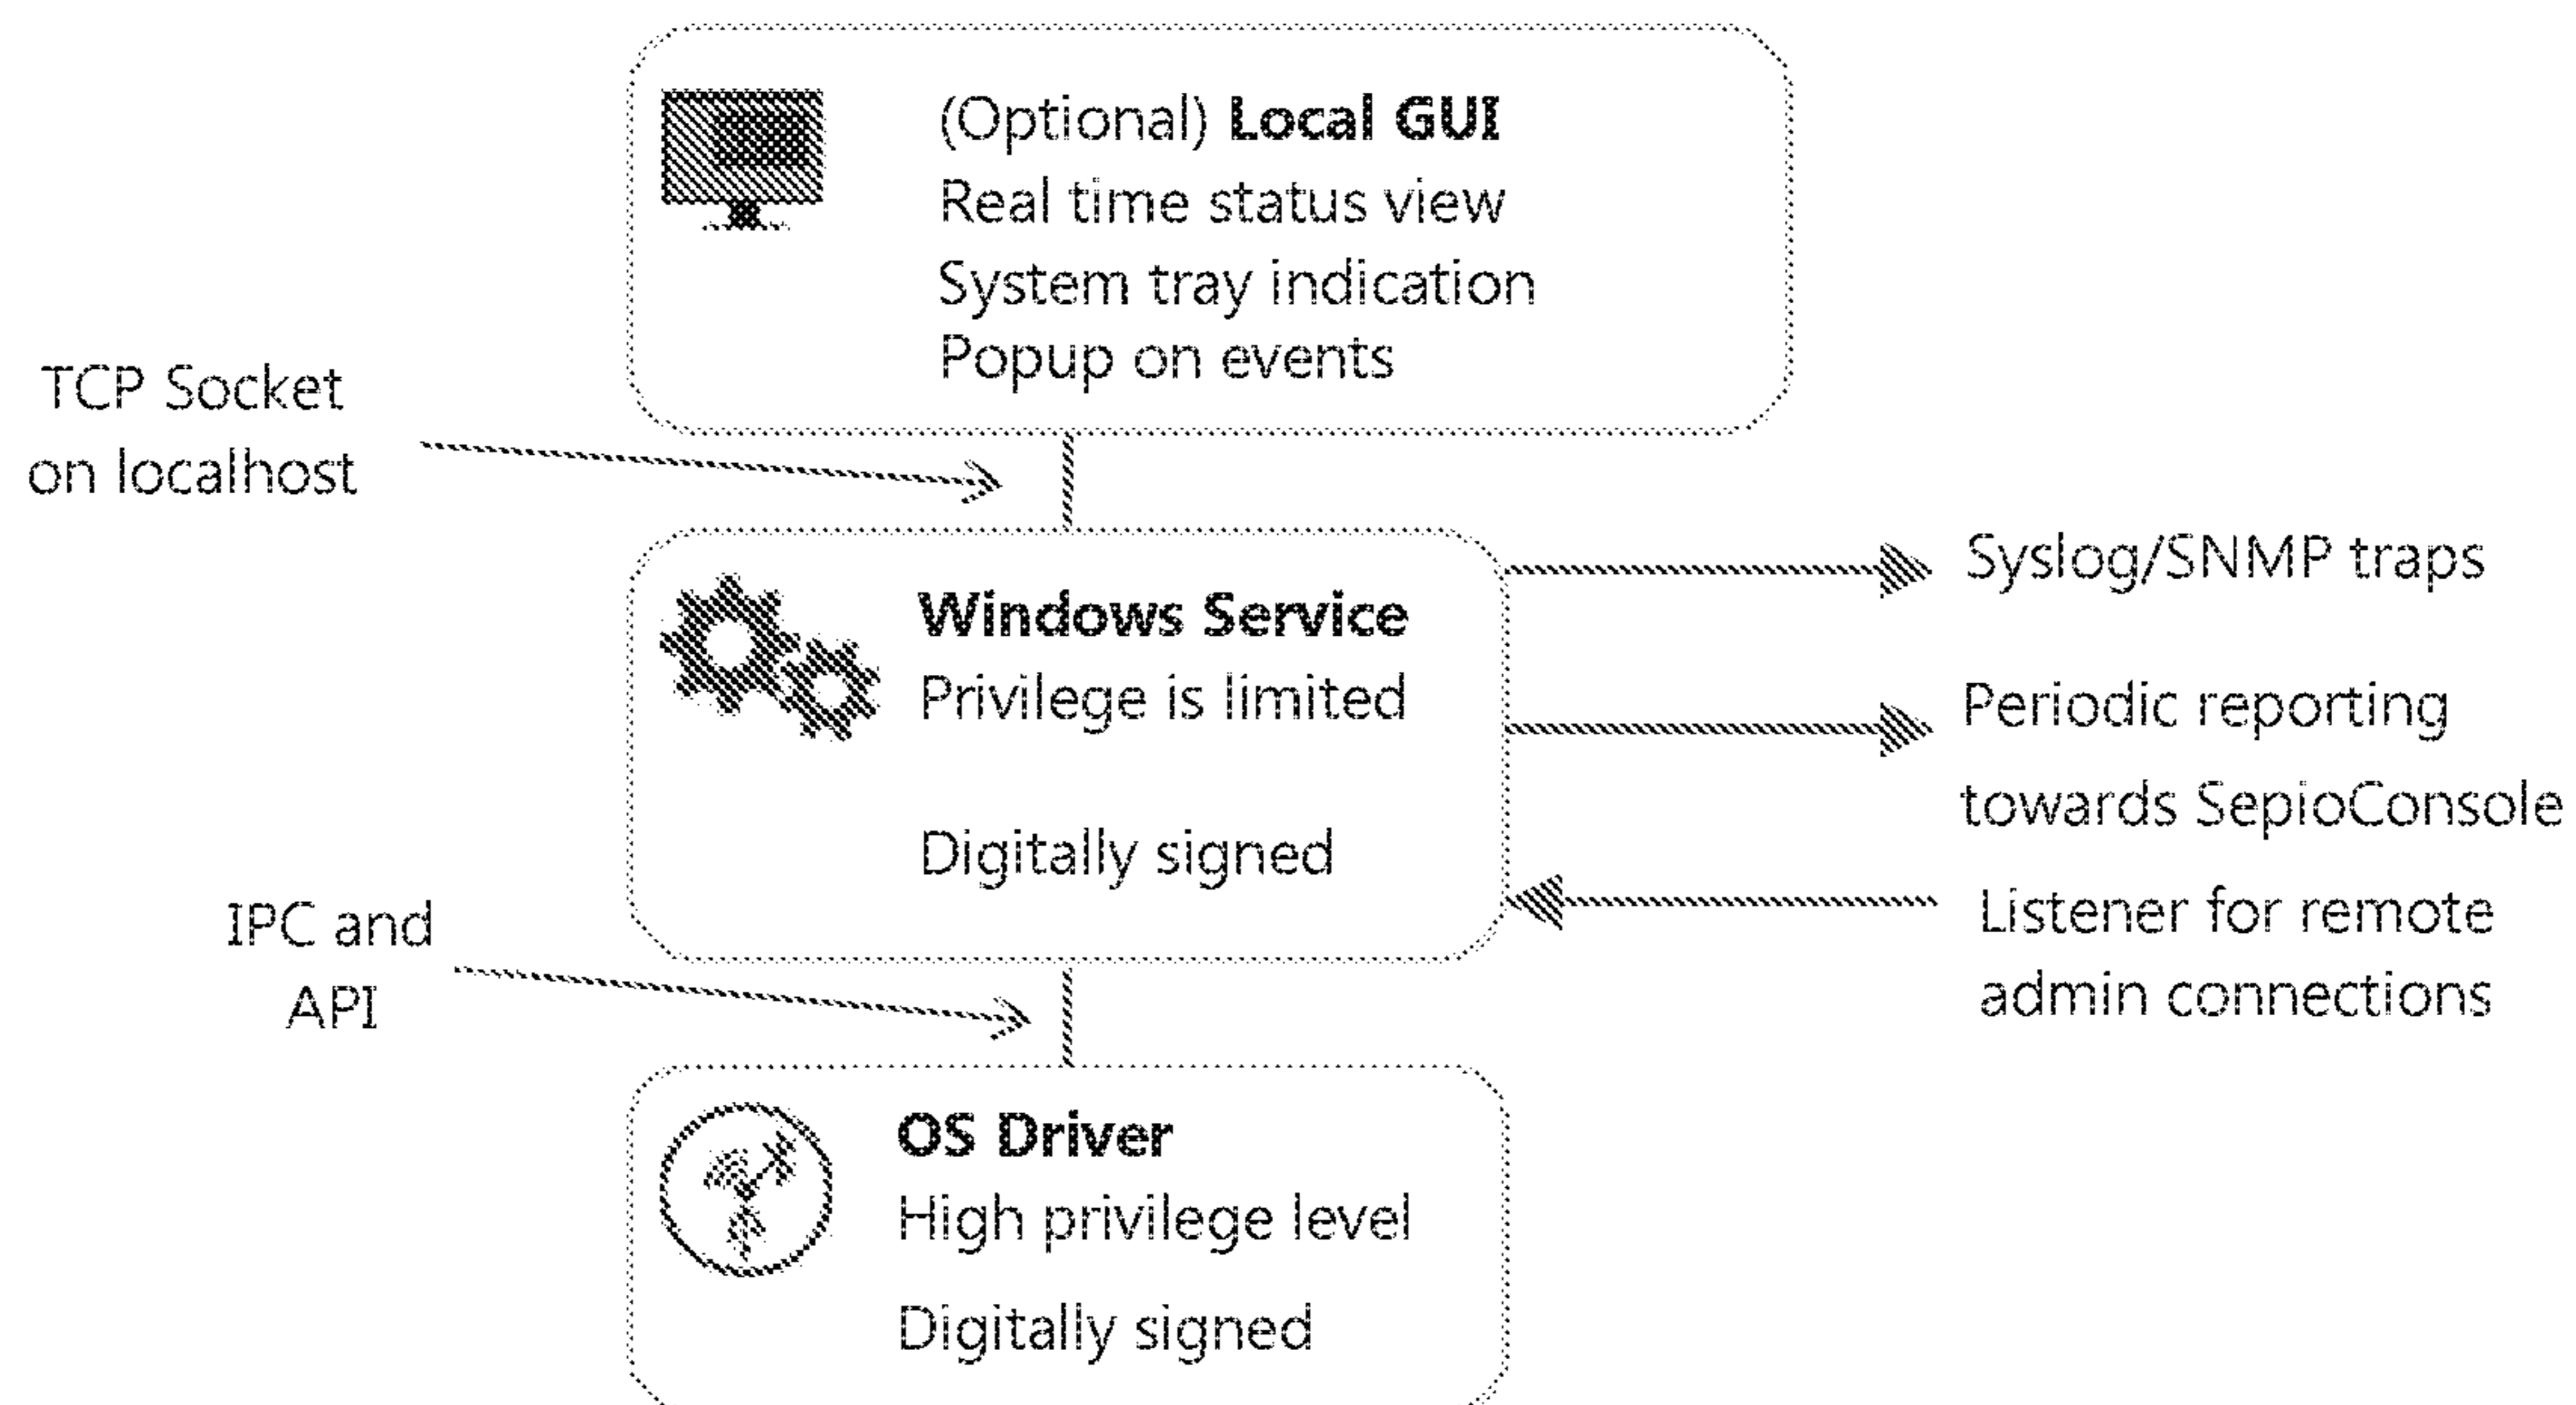 (Optional) Local GUI
Real time status view
System tray indication
Popup on events
TCP Socket
on localhost
Windows Service
Privilege is limited
Digitally signed
Syslog/SNMP traps
Periodic reporting
towards SepioConsole
Listener for remote
admin connections
IPC and
API
OS Driver
High privilege level
Digitally signed